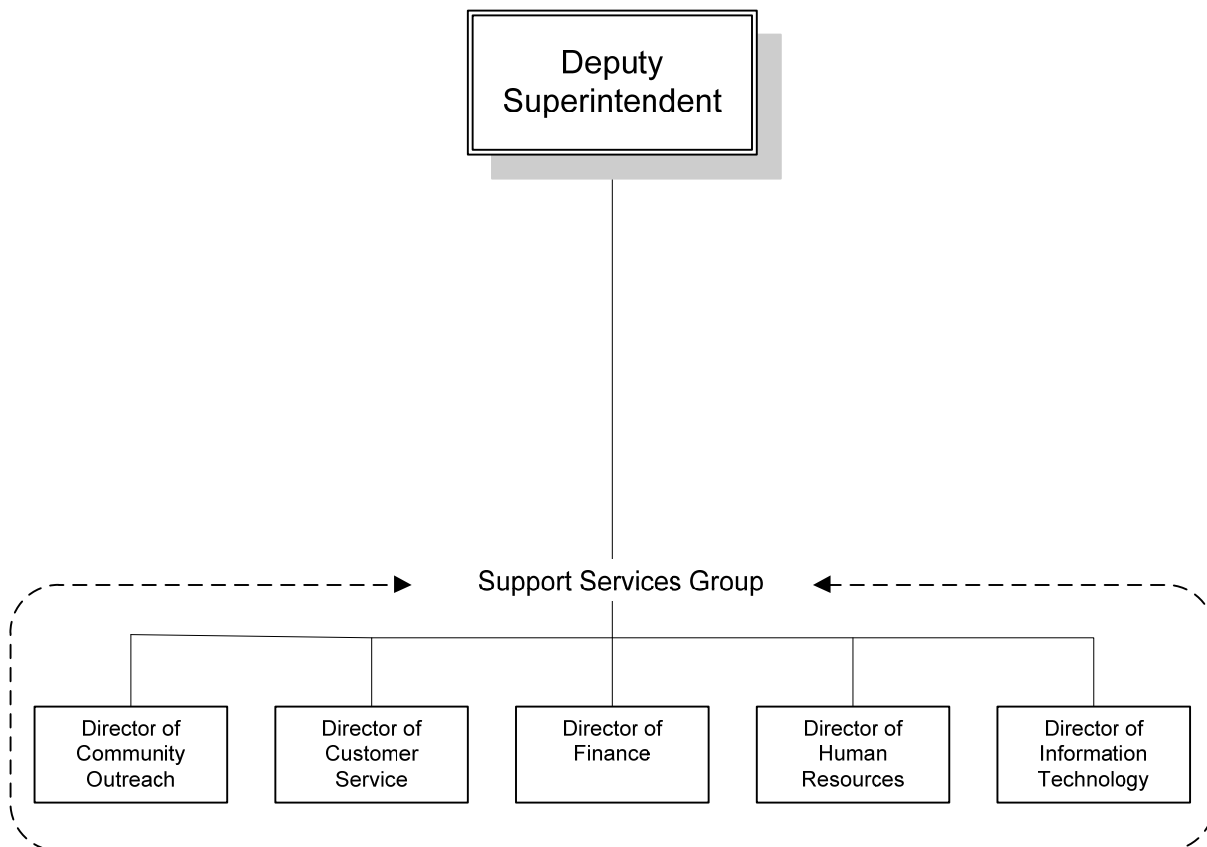 Deputy
Superintendent
Support Services Group
Director of
Community
Outreach
Director of
Customer
Service
Director of
Finance
Director of
Human
Resources
Director of
Information
Technology